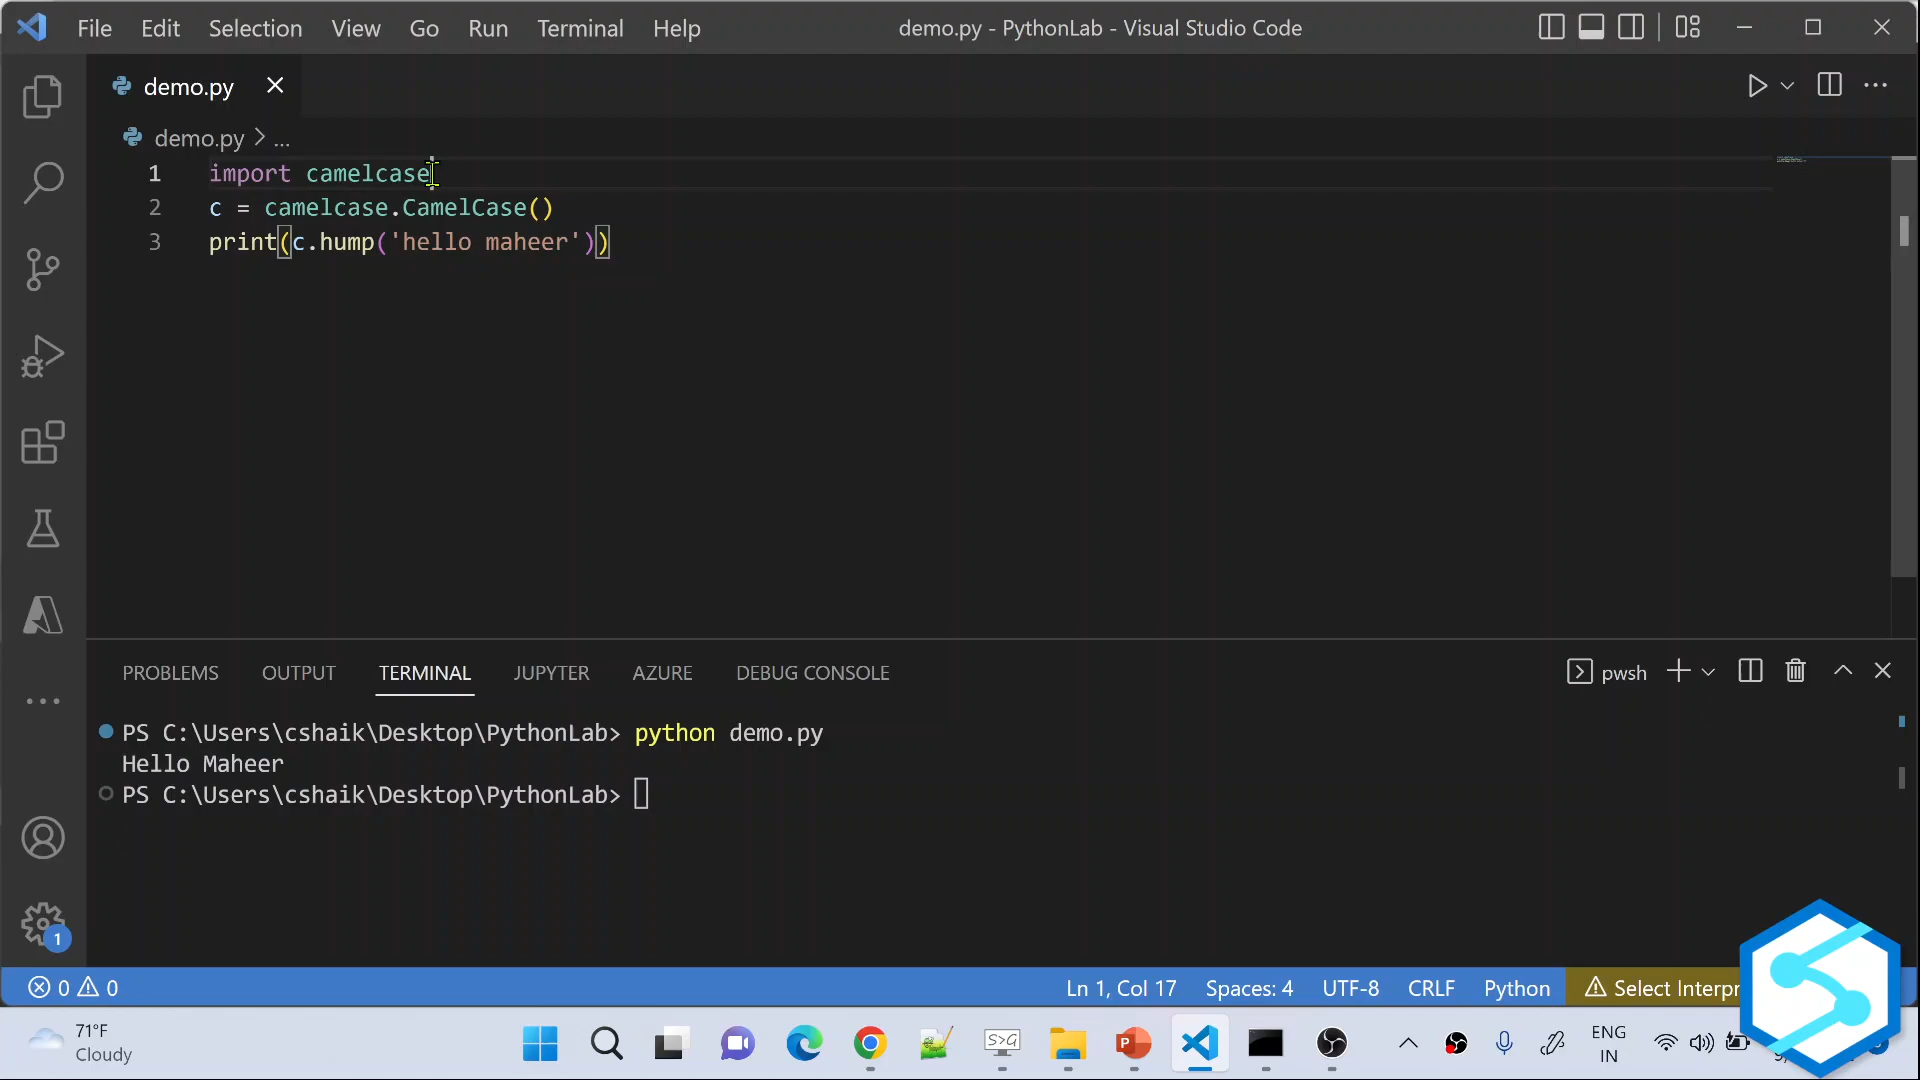 File Edit Selection View Go Run Terminal Help demo.py - PythonLab - Visual Studio Code
demo.py
demo.py > ...
1 import camelcase
2 c = camelcase.CamelCase()
3 print(c.hump('hello maheer'))
PROBLEMS OUTPUT TERMINAL JUPYTER AZURE DEBUG CONSOLE pwsh
PS C:\Users\cshaik\Desktop\PythonLab> python demo.py
Hello Maheer
PS C:\Users\cshaik\Desktop\PythonLab>
1
0 0 Ln 1, Col 17 Spaces: 4 UTF-8 CRLF Python Select Interpr
71°F
Cloudy
S>G
P
ENG
IN